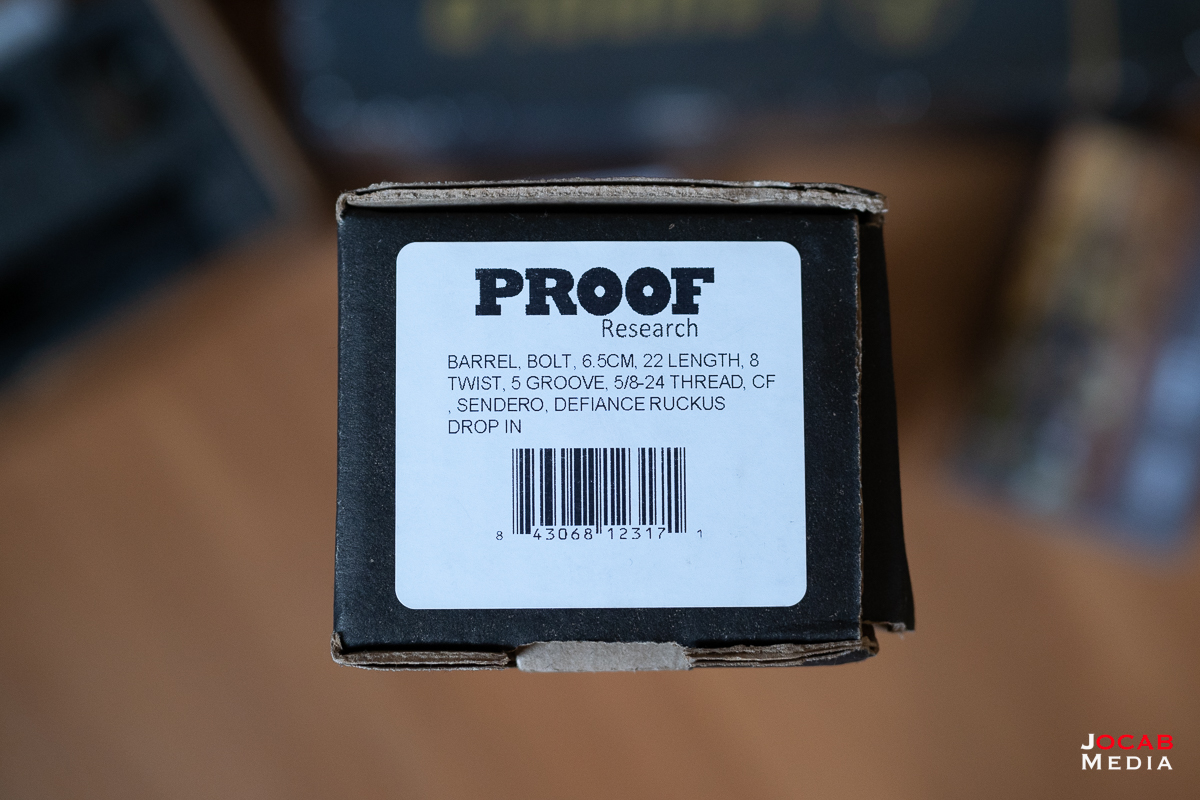 PROOF
Research
BARREL, BOLT, 6.5CM, 22 LENGTH, 8
TWIST, 5 GROOVE, 5/8-24 THREAD, CF
, SENDERO, DEFIANCE RUCKUS
DROP IN
8 43068 12317 1
JOCAB
MEDIA